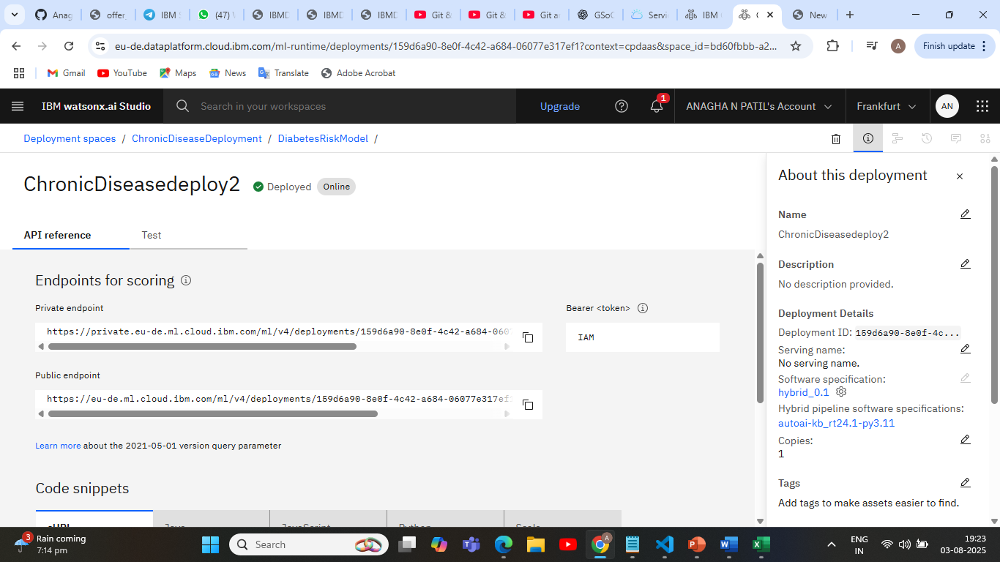 Anag
offer_
IBM S
(47) V
IBMD
IBMD
IBMD
Git &
Git &
Git ar
GSoC
Servi
IBM
C
New
eu-de.dataplatform.cloud.ibm.com/ml-runtime/deployments/159d6a90-8e0f-4c42-a684-06077e317ef1?context=cpdaas&space_id=bd60fbbb-a2...
A
Finish update
Gmail
YouTube
Maps
News
Translate
Adobe Acrobat
IBM watsonx.ai Studio
Search in your workspaces
Upgrade
1
ANAGHA N PATIL's Account
Frankfurt
AN
Deployment spaces / ChronicDiseaseDeployment / DiabetesRiskModel /
ChronicDiseasedeploy2
Deployed
Online
API reference
Test
Endpoints for scoring
Private endpoint
https://private.eu-de.ml.cloud.ibm.com/ml/v4/deployments/159d6a90-8e0f-4c42-a684-0607
Bearer <token>
IAM
Public endpoint
https://eu-de.ml.cloud.ibm.com/ml/v4/deployments/159d6a90-8e0f-4c42-a684-06077e317ef1
Learn more about the 2021-05-01 version query parameter
Code snippets
cURL
Java
JavaScript
Python
Scala
About this deployment
Name
ChronicDiseasedeploy2
Description
No description provided.
Deployment Details
Deployment ID: 159d6a90-8e0f-4c...
Serving name:
No serving name.
Software specification:
hybrid_0.1
Hybrid pipeline software specifications:
autoai-kb_rt24.1-py3.11
Copies:
1
Tags
Add tags to make assets easier to find.
3
Rain coming
7:14 pm
Search
A
ENG
IN
19:23
03-08-2025